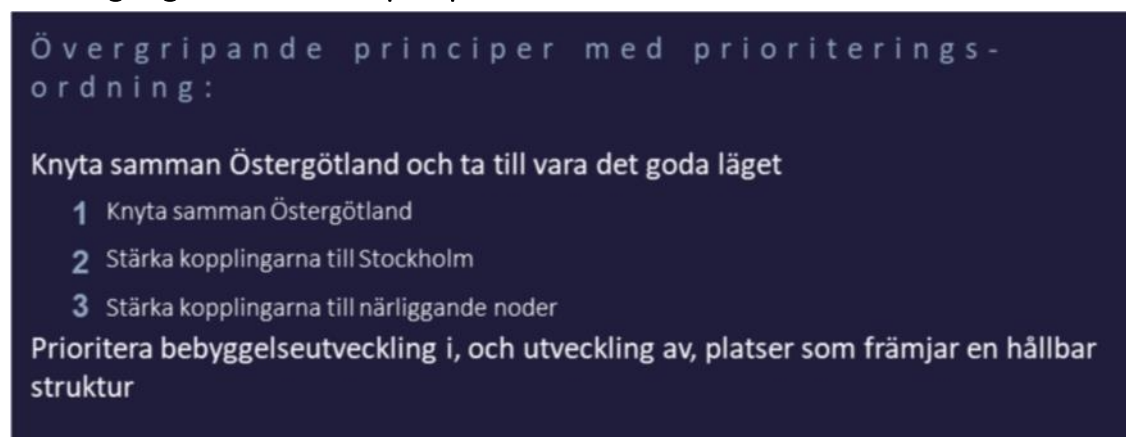 Övergripande principer med prioriterings-
ordning:
Knyta samman Östergötland och ta till vara det goda läget
1 Knyta samman Östergötland
2 Stärka kopplingarna till Stockholm
3 Stärka kopplingarna till närliggande noder
Prioritera bebyggelseutveckling i, och utveckling av, platser som främjar en hållbar
struktur